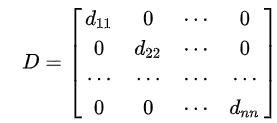 D = [ d₁₁ 0 ⋯ 0
0 d₂₂ ⋯ 0
⋯ ⋯ ⋯ ⋯
0 0 ⋯ dₙₙ ]